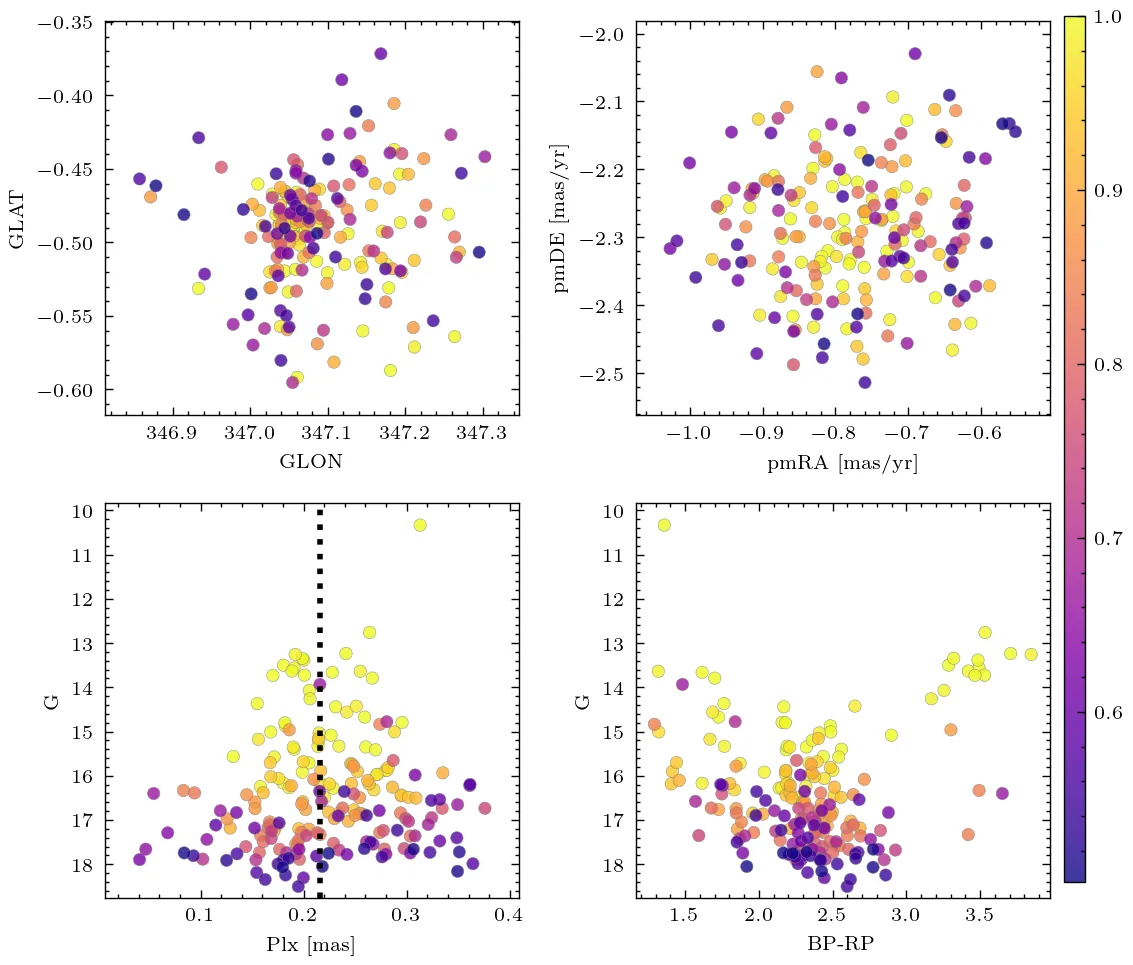 −0.35
−0.40
−0.45
−0.50
−0.55
−0.60
GLAT
346.9 347.0 347.1 347.2 347.3
GLON
−2.0
−2.1
−2.2
−2.3
−2.4
−2.5
pmDE [mas/yr]
−1.0 −0.9 −0.8 −0.7 −0.6
pmRA [mas/yr]
10
11
12
13
14
15
16
17
18
G
0.1 0.2 0.3 0.4
Plx [mas]
10
11
12
13
14
15
16
17
18
G
1.5 2.0 2.5 3.0 3.5
BP-RP
1.0
0.9
0.8
0.7
0.6